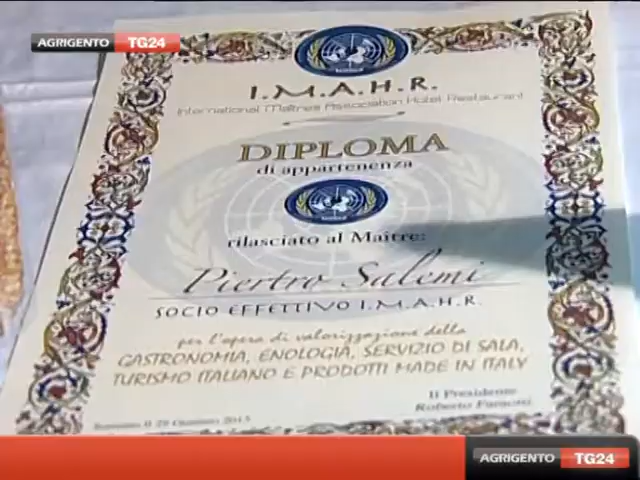 AGRIGENTO TG24
I.M.A.H.R.
International Maîtres Association Hotel Restaurant
DIPLOMA
di appartenenza
rilasciato al Maître:
Piertro Salemi
SOCIO EFFETTIVO I.M.A.H.R.
per l'opera di valorizzazione della
GASTRONOMIA, ENOLOGIA, SERVIZIO DI SALA,
TURISMO ITALIANO E PRODOTTI MADE IN ITALY
Il Presidente
Roberto
AGRIGENTO TG24